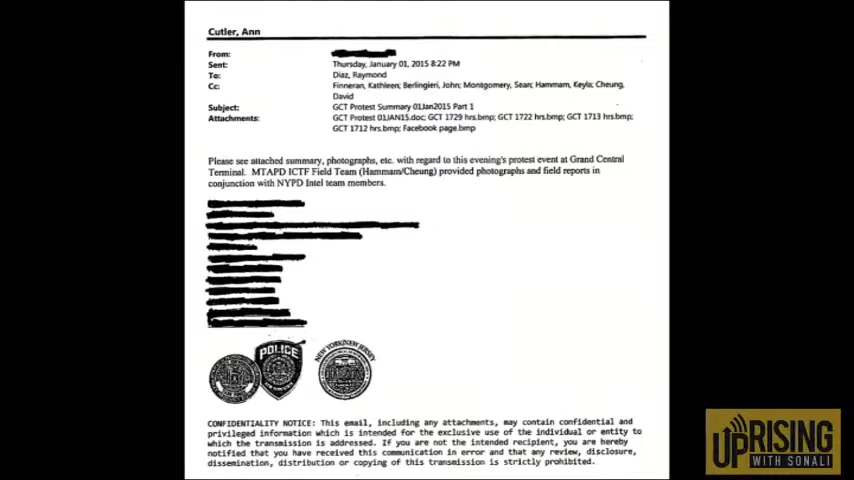 Cutler, Ann
From:
Sent: Thursday, January 01, 2015 8:22 PM
To: Diaz, Raymond
Cc: Finneran, Kathleen; Berlingieri, John; Montgomery, Sean; Hammam, Keyla; Cheung,
David
Subject: GCT Protest Summary 01Jan2015 Part 1
Attachments: GCT Protest 01JAN15.doc; GCT 1729 hrs.bmp; GCT 1722 hrs.bmp; GCT 1713 hrs.bmp;
GCT 1712 hrs.bmp; Facebook page.bmp
Please see attached summary, photographs, etc. with regard to this evening's protest event at Grand Central
Terminal. MTAPD ICTF Field Team (Hammam/Cheung) provided photographs and field reports in
conjunction with NYPD Intel team members.
POLICE
NEW YORK/NEW JERSEY
CONFIDENTIALITY NOTICE: This email, including any attachments, may contain confidential and
privileged information which is intended for the exclusive use of the individual or entity to
which the transmission is addressed. If you are not the intended recipient, you are hereby
notified that you have received this communication in error and that any review, disclosure,
dissemination, distribution or copying of this transmission is strictly prohibited.
UPRISING
WITH SONALI